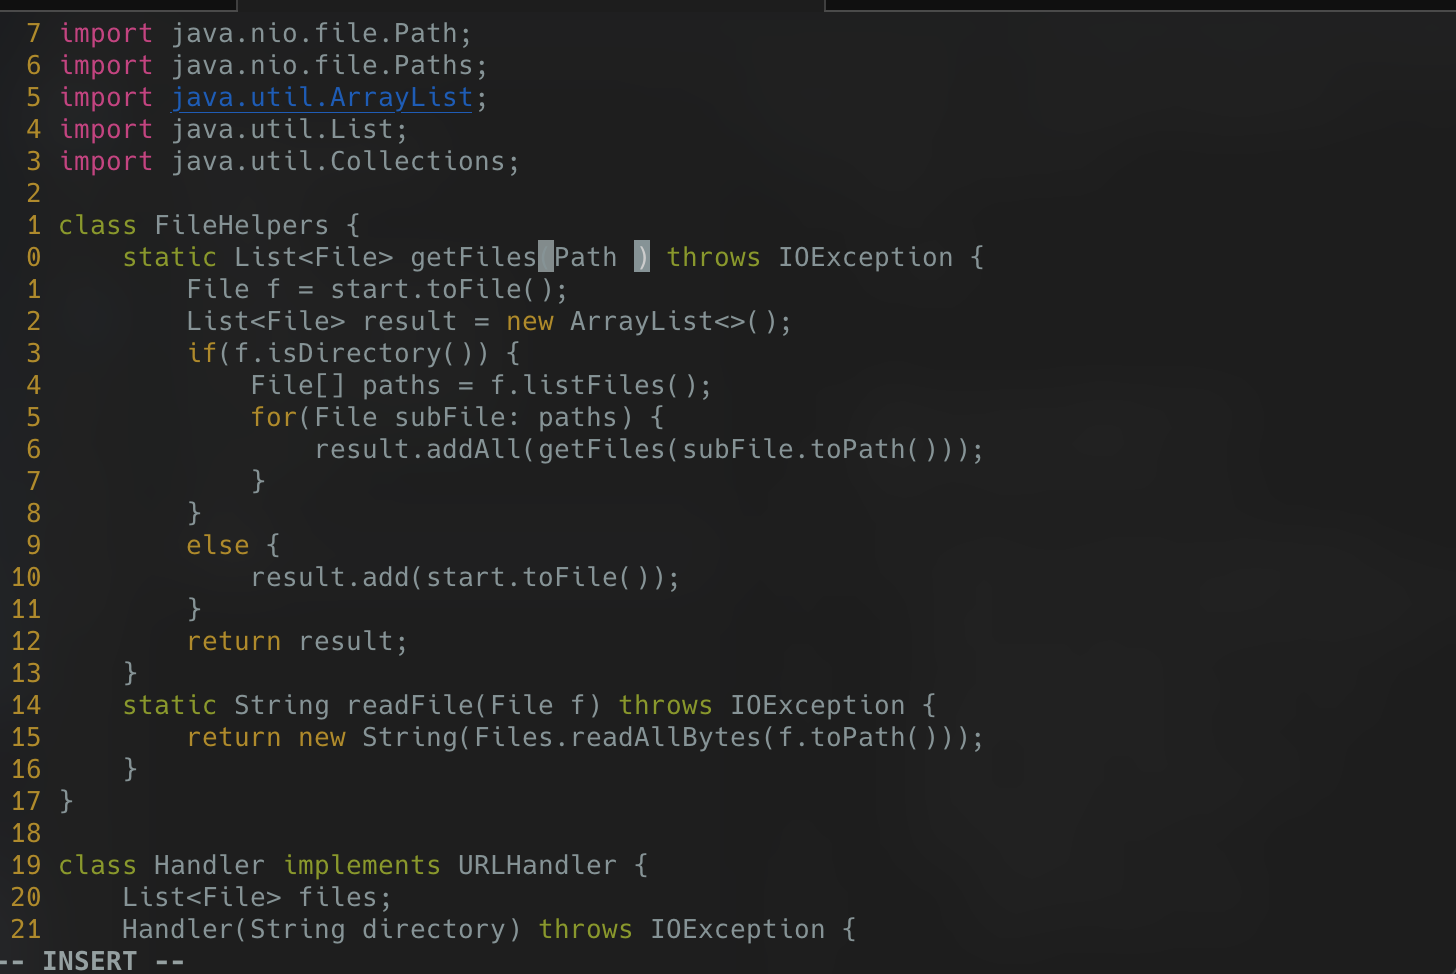 7 import java.nio.file.Path;
6 import java.nio.file.Paths;
5 import java.util.ArrayList;
4 import java.util.List;
3 import java.util.Collections;
2
1 class FileHelpers {
0     static List<File> getFiles(Path ) throws IOException {
1         File f = start.toFile();
2         List<File> result = new ArrayList<>();
3         if(f.isDirectory()) {
4             File[] paths = f.listFiles();
5             for(File subFile: paths) {
6                 result.addAll(getFiles(subFile.toPath()));
7             }
8         }
9         else {
10             result.add(start.toFile());
11         }
12         return result;
13     }
14     static String readFile(File f) throws IOException {
15         return new String(Files.readAllBytes(f.toPath()));
16     }
17 }
18
19 class Handler implements URLHandler {
20     List<File> files;
21     Handler(String directory) throws IOException {
-- INSERT --